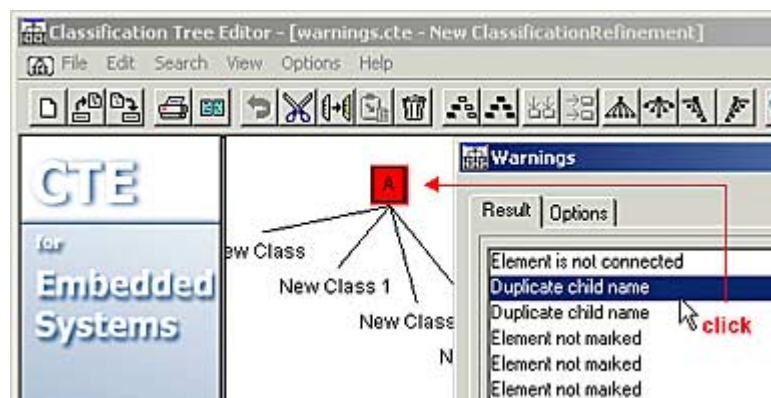 Classification Tree Editor - [warnings.cte - New ClassificationRefinement]
File Edit Search View Options Help
CTE
for
Embedded
Systems
A
ew Class
New Class 1
New Class
N
Warnings
Result Options
Element is not connected
Duplicate child name
Duplicate child name
click
Element not marked
Element not marked
Element not marked